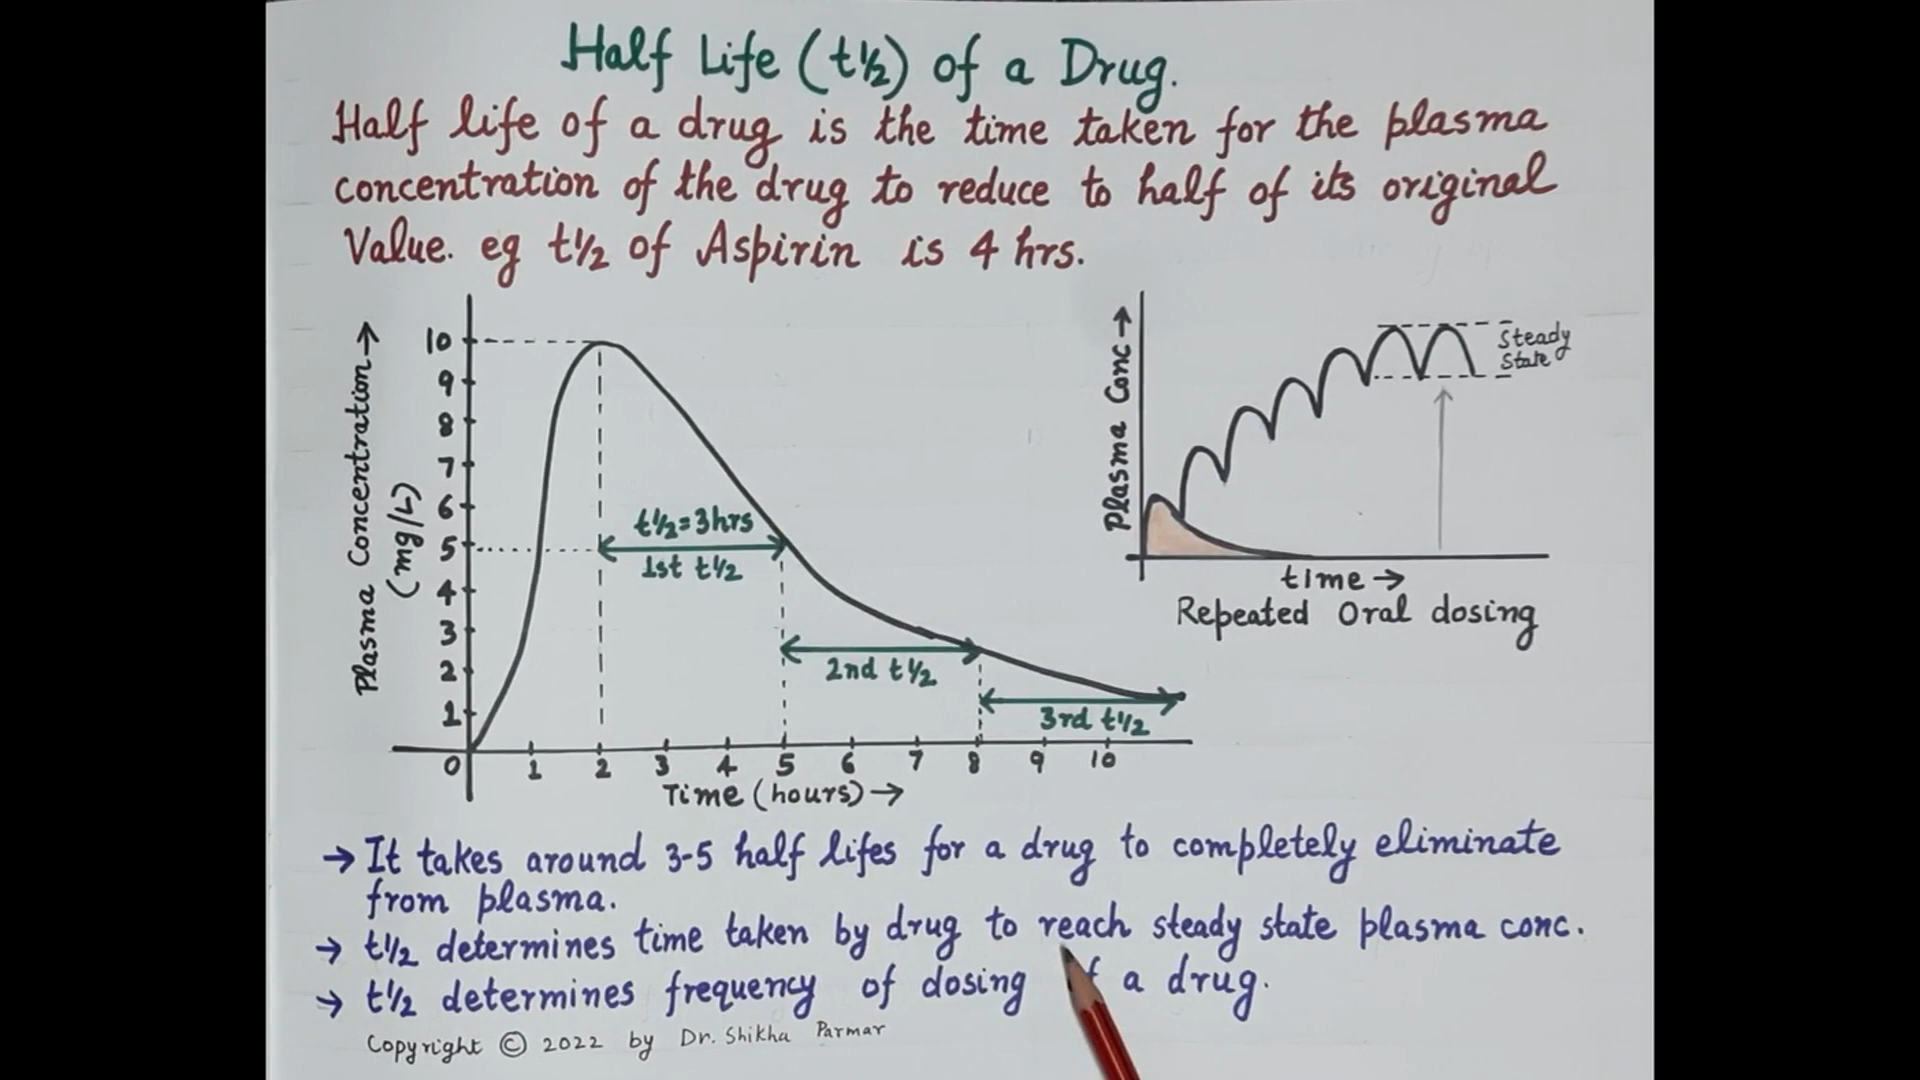 Half Life (t½) of a Drug.
Half life of a drug is the time taken for the plasma
concentration of the drug to reduce to half of its original
Value. eg t½ of Aspirin is 4 hrs.
Plasma Concentration →
(mg/L)
10
9
8
7
6
5
4
3
2
1
t½=3hrs
1st t½
2nd t½
3rd t½
0 1 2 3 4 5 6 7 8 9 10
Time (hours) →
Plasma Conc →
Steady
State
time →
Repeated Oral dosing
→ It takes around 3-5 half lifes for a drug to completely eliminate
from plasma.
→ t½ determines time taken by drug to reach steady state plasma conc.
→ t½ determines frequency of dosing a drug.
Copyright © 2022 by Dr. Shikha Parmar